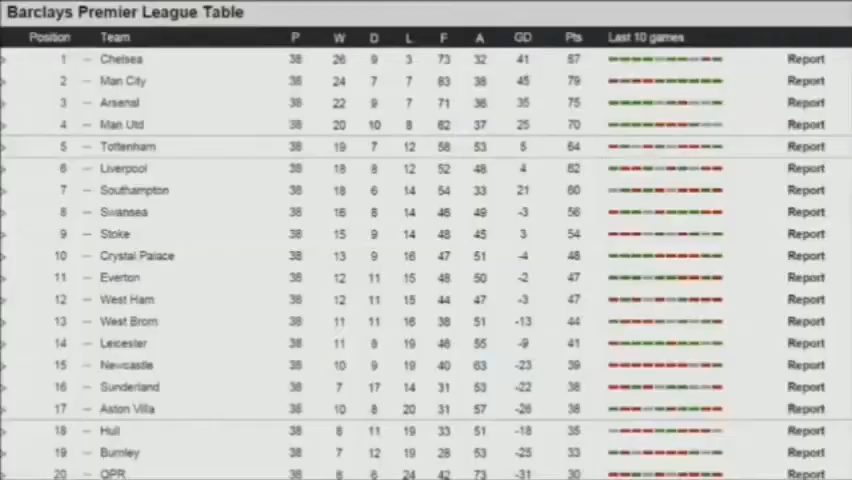 Barclays Premier League Table
Position Team P W D L F A GD Pts Last 10 games
1 – Chelsea 38 26 9 3 73 32 41 87 Report
2 – Man City 38 24 7 7 83 38 45 79 Report
3 – Arsenal 38 22 9 7 71 36 35 75 Report
4 – Man Utd 38 20 10 8 62 37 25 70 Report
5 – Tottenham 38 19 7 12 58 53 5 64 Report
6 – Liverpool 38 18 8 12 52 48 4 62 Report
7 – Southampton 38 18 6 14 54 33 21 60 Report
8 – Swansea 38 16 8 14 46 49 -3 56 Report
9 – Stoke 38 15 9 14 48 45 3 54 Report
10 – Crystal Palace 38 13 9 16 47 51 -4 48 Report
11 – Everton 38 12 11 15 48 50 -2 47 Report
12 – West Ham 38 12 11 15 44 47 -3 47 Report
13 – West Brom 38 11 11 16 38 51 -13 44 Report
14 – Leicester 38 11 8 19 46 55 -9 41 Report
15 – Newcastle 38 10 9 19 40 63 -23 39 Report
16 – Sunderland 38 7 17 14 31 53 -22 38 Report
17 – Aston Villa 38 10 8 20 31 57 -26 38 Report
18 – Hull 38 8 11 19 33 51 -18 35 Report
19 – Burnley 38 7 12 19 28 53 -25 33 Report
20 – QPR 38 8 6 24 42 73 -31 30 Report